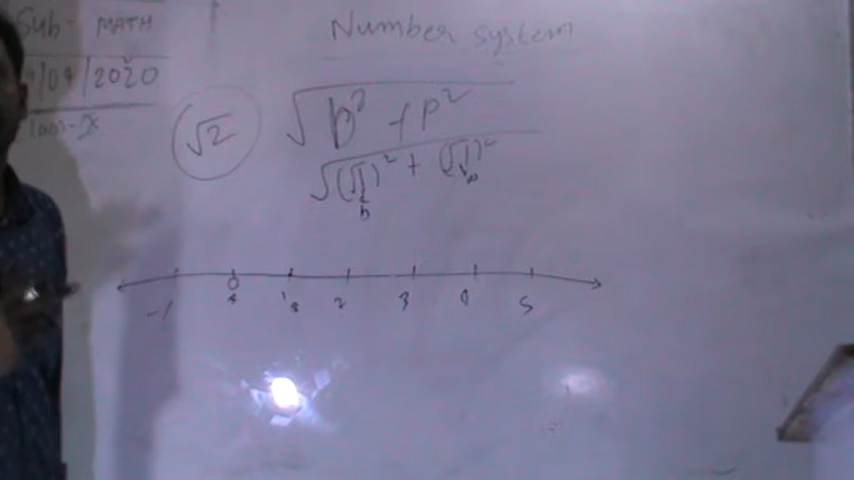 Sub - MATH
/04/2020
Number system
√2
√B² + P²
√(√1)² + (√1)²
b p
-1 0 1 2 3 4 5